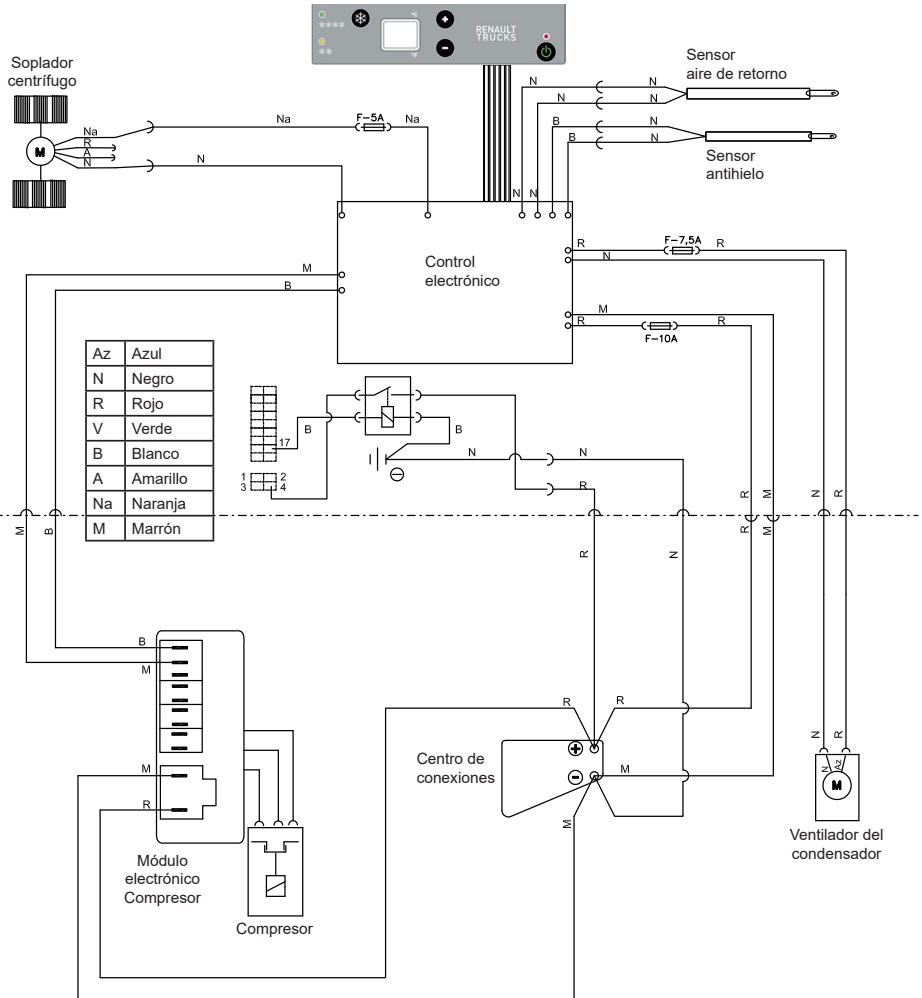 °C
****
**
°F
RENAULT
TRUCKS
Soplador
centrífugo
M
Na
R
A
N
Na
F-5A
Na
N
N
N
N
N
B
N
B
N
N
N
Sensor
aire de retorno
Sensor
antihielo
Control
electrónico
R
F-7,5A
R
N
M
R
F-10A
R
M
B
Az Azul
N Negro
R Rojo
V Verde
B Blanco
A Amarillo
Na Naranja
M Marrón
17
B
B
1 2
3 4
N
N
R
M
B
R
N
R
M
R
M
N
R
B
M
M
R
Módulo
electrónico
Compresor
Compresor
R
R
Centro de
conexiones
+
-
M
M
N
R
N
Az
M
Ventilador del
condensador